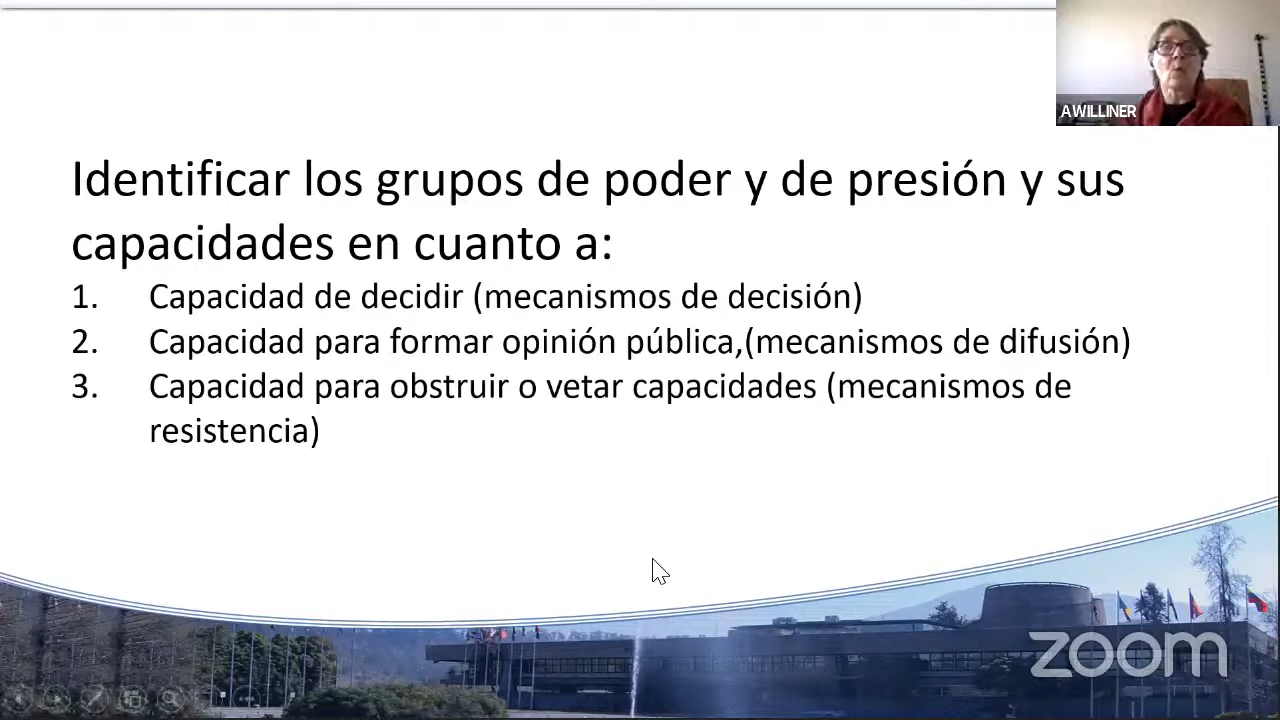 AWILLINER
Identificar los grupos de poder y de presión y sus
capacidades en cuanto a:
1. Capacidad de decidir (mecanismos de decisión)
2. Capacidad para formar opinión pública,(mecanismos de difusión)
3. Capacidad para obstruir o vetar capacidades (mecanismos de
resistencia)
zoom